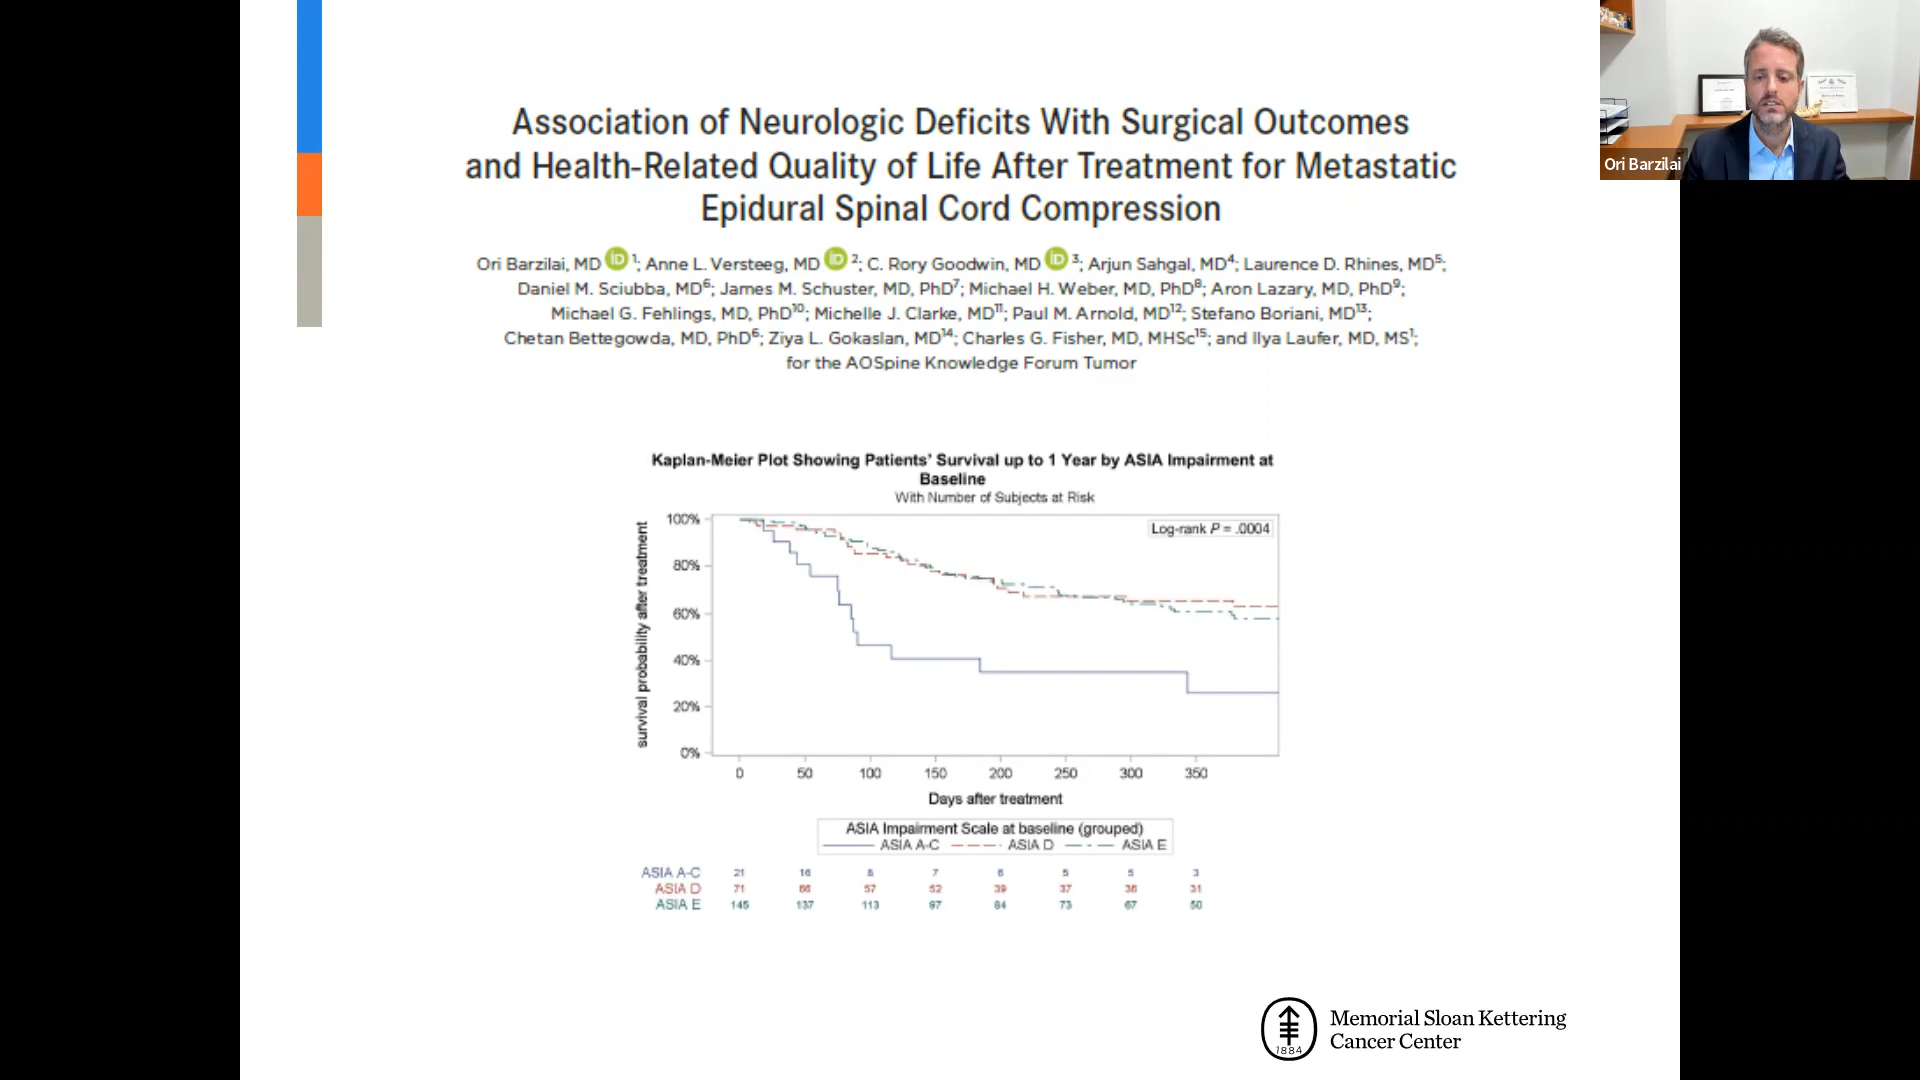 Association of Neurologic Deficits With Surgical Outcomes
and Health-Related Quality of Life After Treatment for Metastatic
Epidural Spinal Cord Compression
Ori Barzilai, MD iD 1; Anne L. Versteeg, MD iD 2; C. Rory Goodwin, MD iD 3; Arjun Sahgal, MD4; Laurence D. Rhines, MD5;
Daniel M. Sciubba, MD6; James M. Schuster, MD, PhD7; Michael H. Weber, MD, PhD8; Aron Lazary, MD, PhD9;
Michael G. Fehlings, MD, PhD10; Michelle J. Clarke, MD11; Paul M. Arnold, MD12; Stefano Boriani, MD13;
Chetan Bettegowda, MD, PhD6; Ziya L. Gokaslan, MD14; Charles G. Fisher, MD, MHSc15; and Ilya Laufer, MD, MS1;
for the AOSpine Knowledge Forum Tumor
Ori Barzilai
Kaplan-Meier Plot Showing Patients' Survival up to 1 Year by ASIA Impairment at
Baseline
With Number of Subjects at Risk
Log-rank P = .0004
survival probability after treatment
100%
80%
60%
40%
20%
0%
0 50 100 150 200 250 300 350
Days after treatment
ASIA Impairment Scale at baseline (grouped)
ASIA A-C ASIA D ASIA E
ASIA A-C 21 16 8 7 6 5 5 3
ASIA D 71 66 57 52 39 37 36 31
ASIA E 145 137 113 97 84 73 67 50
Memorial Sloan Kettering
Cancer Center
1884